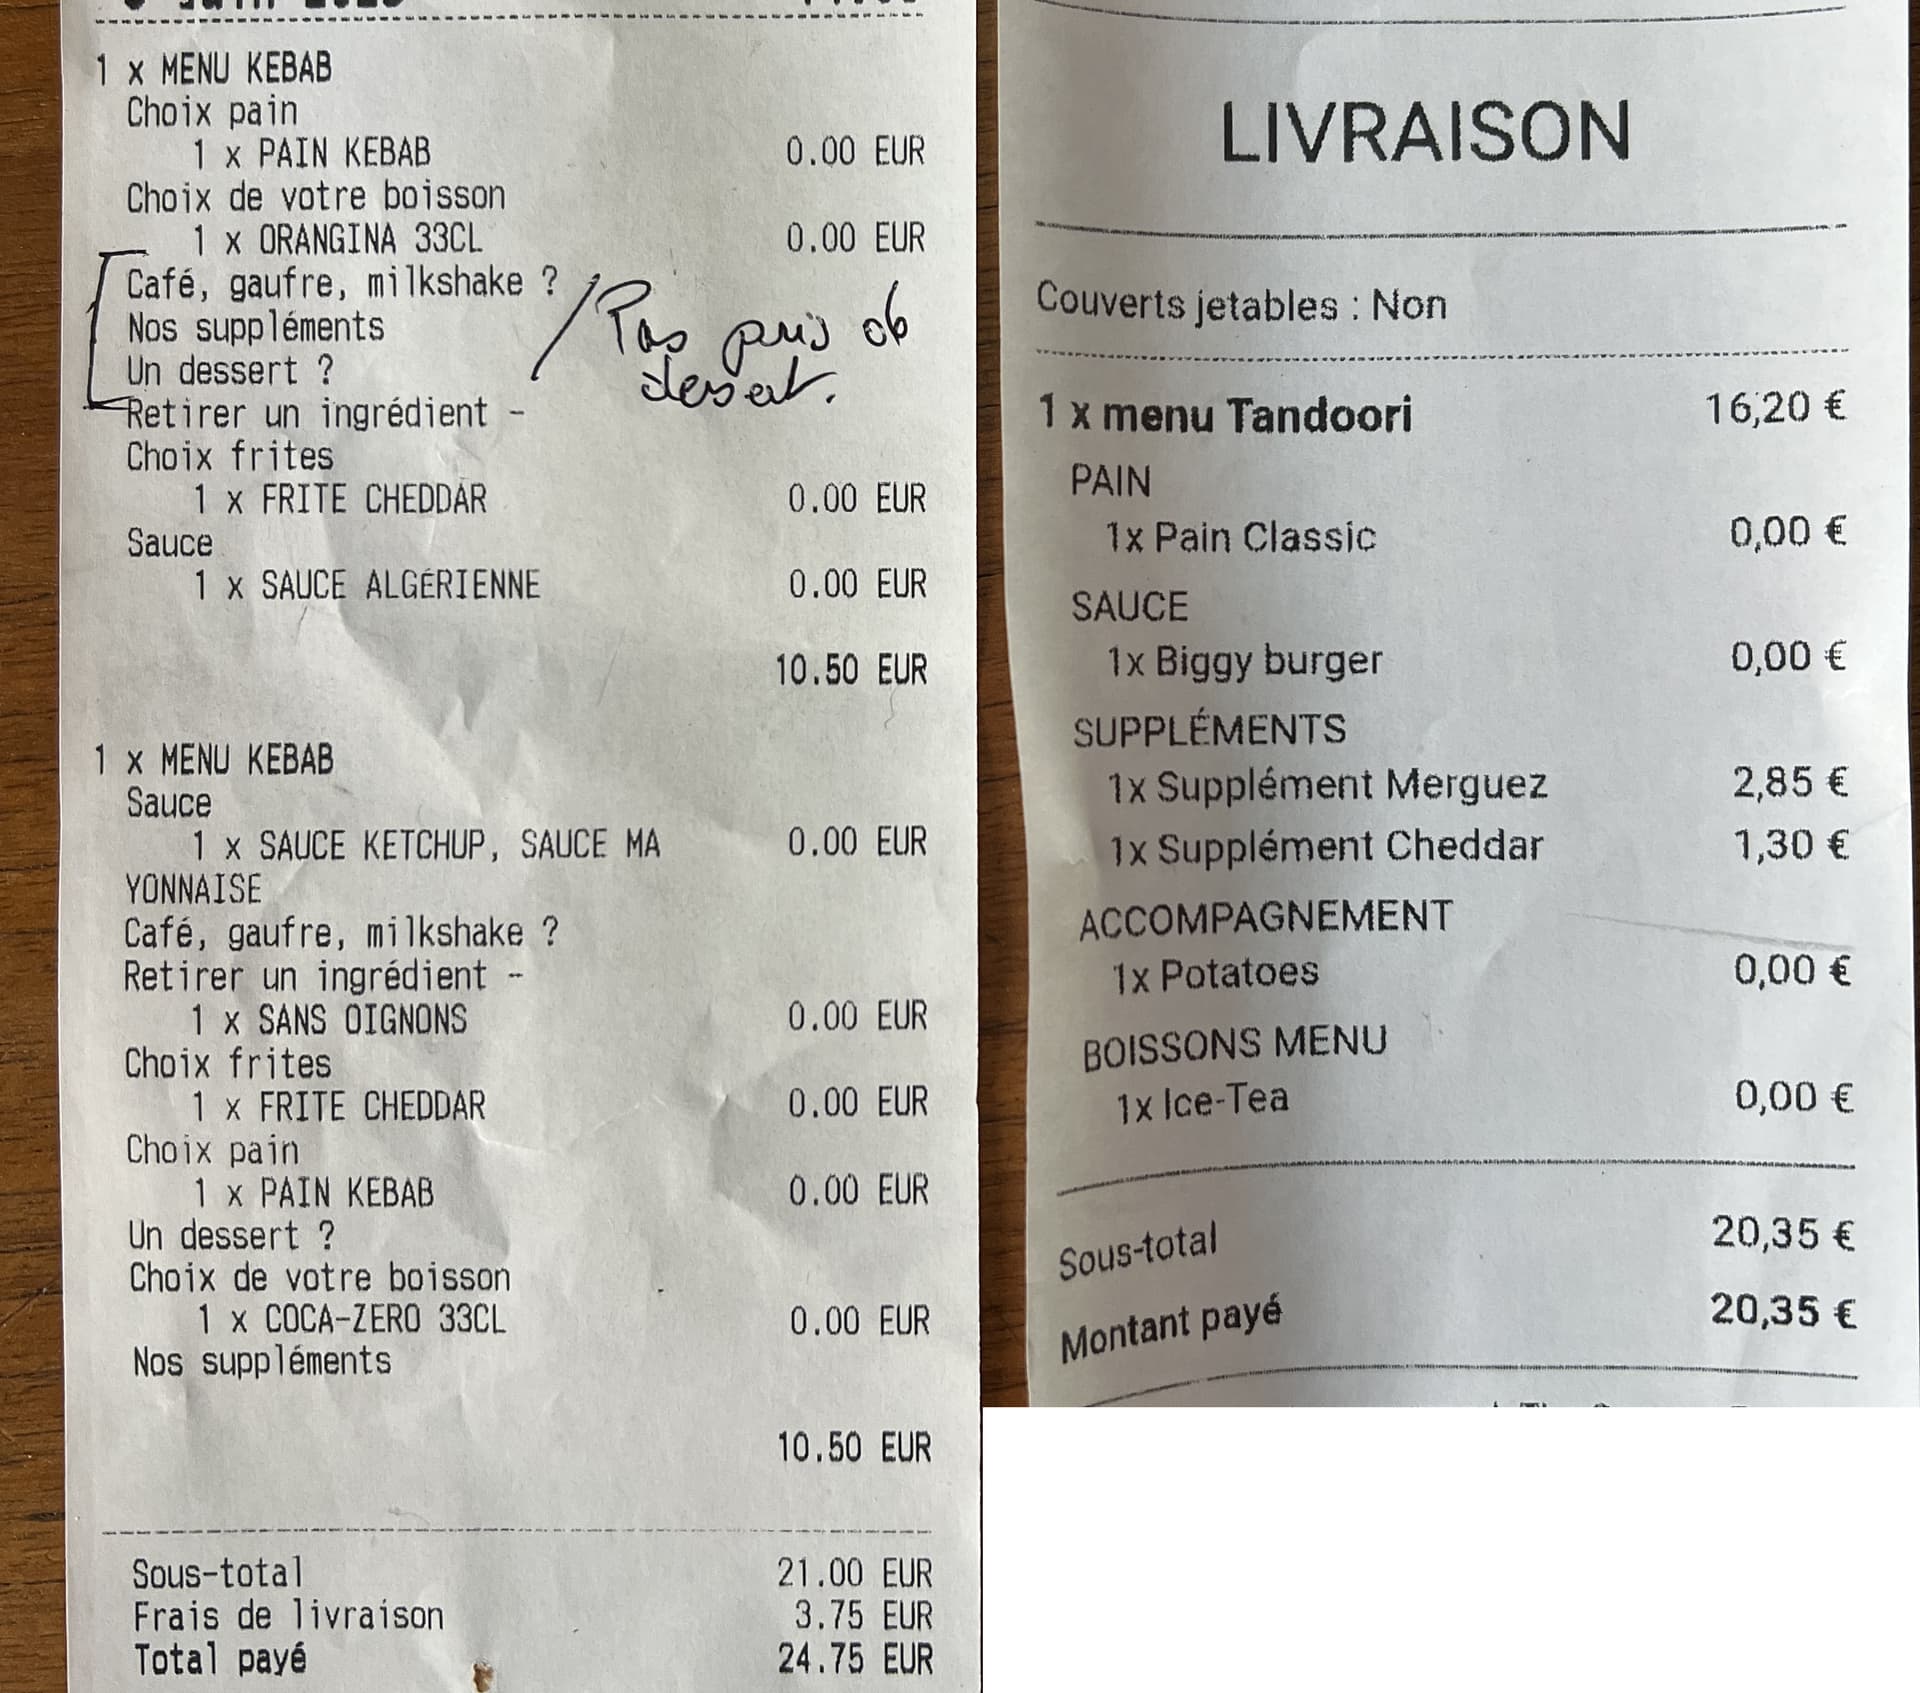 1 x MENU KEBAB
Choix pain
1 x PAIN KEBAB 0.00 EUR
Choix de votre boisson
1 x ORANGINA 33CL 0.00 EUR
Café, gaufre, milkshake ?
Nos suppléments
Un dessert ?
Pas pris de
desert.
Retirer un ingrédient -
Choix frites
1 x FRITE CHEDDAR 0.00 EUR
Sauce
1 x SAUCE ALGÉRIENNE 0.00 EUR
10.50 EUR
1 x MENU KEBAB
Sauce
1 x SAUCE KETCHUP, SAUCE MA 0.00 EUR
YONNAISE
Café, gaufre, milkshake ?
Retirer un ingrédient -
1 x SANS OIGNONS 0.00 EUR
Choix frites
1 x FRITE CHEDDAR 0.00 EUR
Choix pain
1 x PAIN KEBAB 0.00 EUR
Un dessert ?
Choix de votre boisson
1 x COCA-ZERO 33CL 0.00 EUR
Nos suppléments
10.50 EUR
Sous-total 21.00 EUR
Frais de livraison 3.75 EUR
Total payé 24.75 EUR
LIVRAISON
Couverts jetables : Non
1 x menu Tandoori 16,20 €
PAIN
1x Pain Classic 0,00 €
SAUCE
1x Biggy burger 0,00 €
SUPPLÉMENTS
1x Supplément Merguez 2,85 €
1x Supplément Cheddar 1,30 €
ACCOMPAGNEMENT
1x Potatoes 0,00 €
BOISSONS MENU
1x Ice-Tea 0,00 €
Sous-total 20,35 €
Montant payé 20,35 €